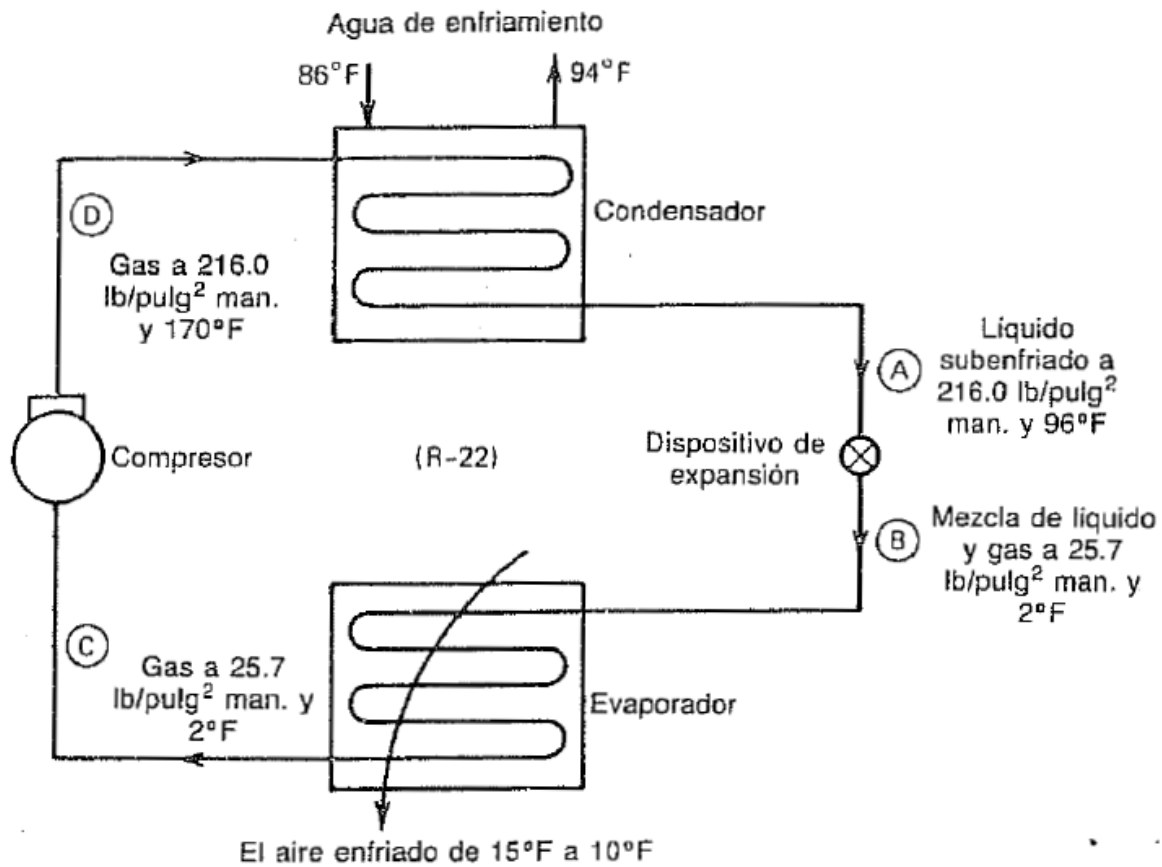 Agua de enfriamiento
86°F
94°F
Condensador
D
Gas a 216.0
lb/pulg² man.
y 170°F
A
Líquido
subenfriado a
216.0 lb/pulg²
man. y 96°F
Compresor
(R-22)
Dispositivo de
expansión
B
Mezcla de líquido
y gas a 25.7
lb/pulg² man. y
2°F
C
Gas a 25.7
lb/pulg² man. y
2°F
Evaporador
El aire enfriado de 15°F a 10°F